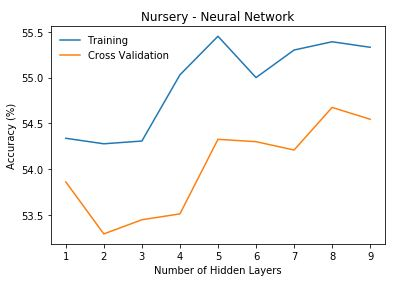 Nursery - Neural Network
Training
Cross Validation
Accuracy (%)
55.5
55.0
54.5
54.0
53.5
1 2 3 4 5 6 7 8 9
Number of Hidden Layers